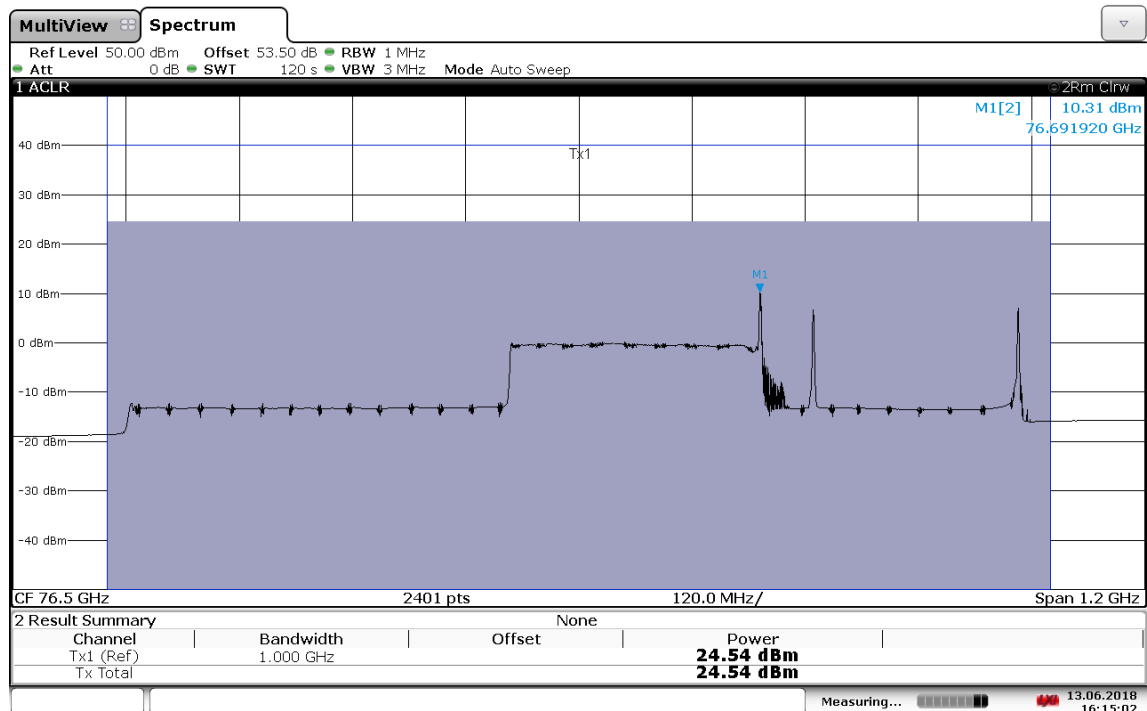 MultiView Spectrum
Ref Level 50.00 dBm Offset 53.50 dB RBW 1 MHz
Att 0 dB SWT 120 s VBW 3 MHz Mode Auto Sweep
1 ACLR 2Rm Clrw
M1[2] 10.31 dBm
76.691920 GHz
40 dBm
Tx1
30 dBm
20 dBm
M1
10 dBm
0 dBm
-10 dBm
-20 dBm
-30 dBm
-40 dBm
CF 76.5 GHz 2401 pts 120.0 MHz/ Span 1.2 GHz
2 Result Summary None
Channel Bandwidth Offset Power
Tx1 (Ref) 1.000 GHz 24.54 dBm
Tx Total 24.54 dBm
Measuring... 13.06.2018
16:15:02